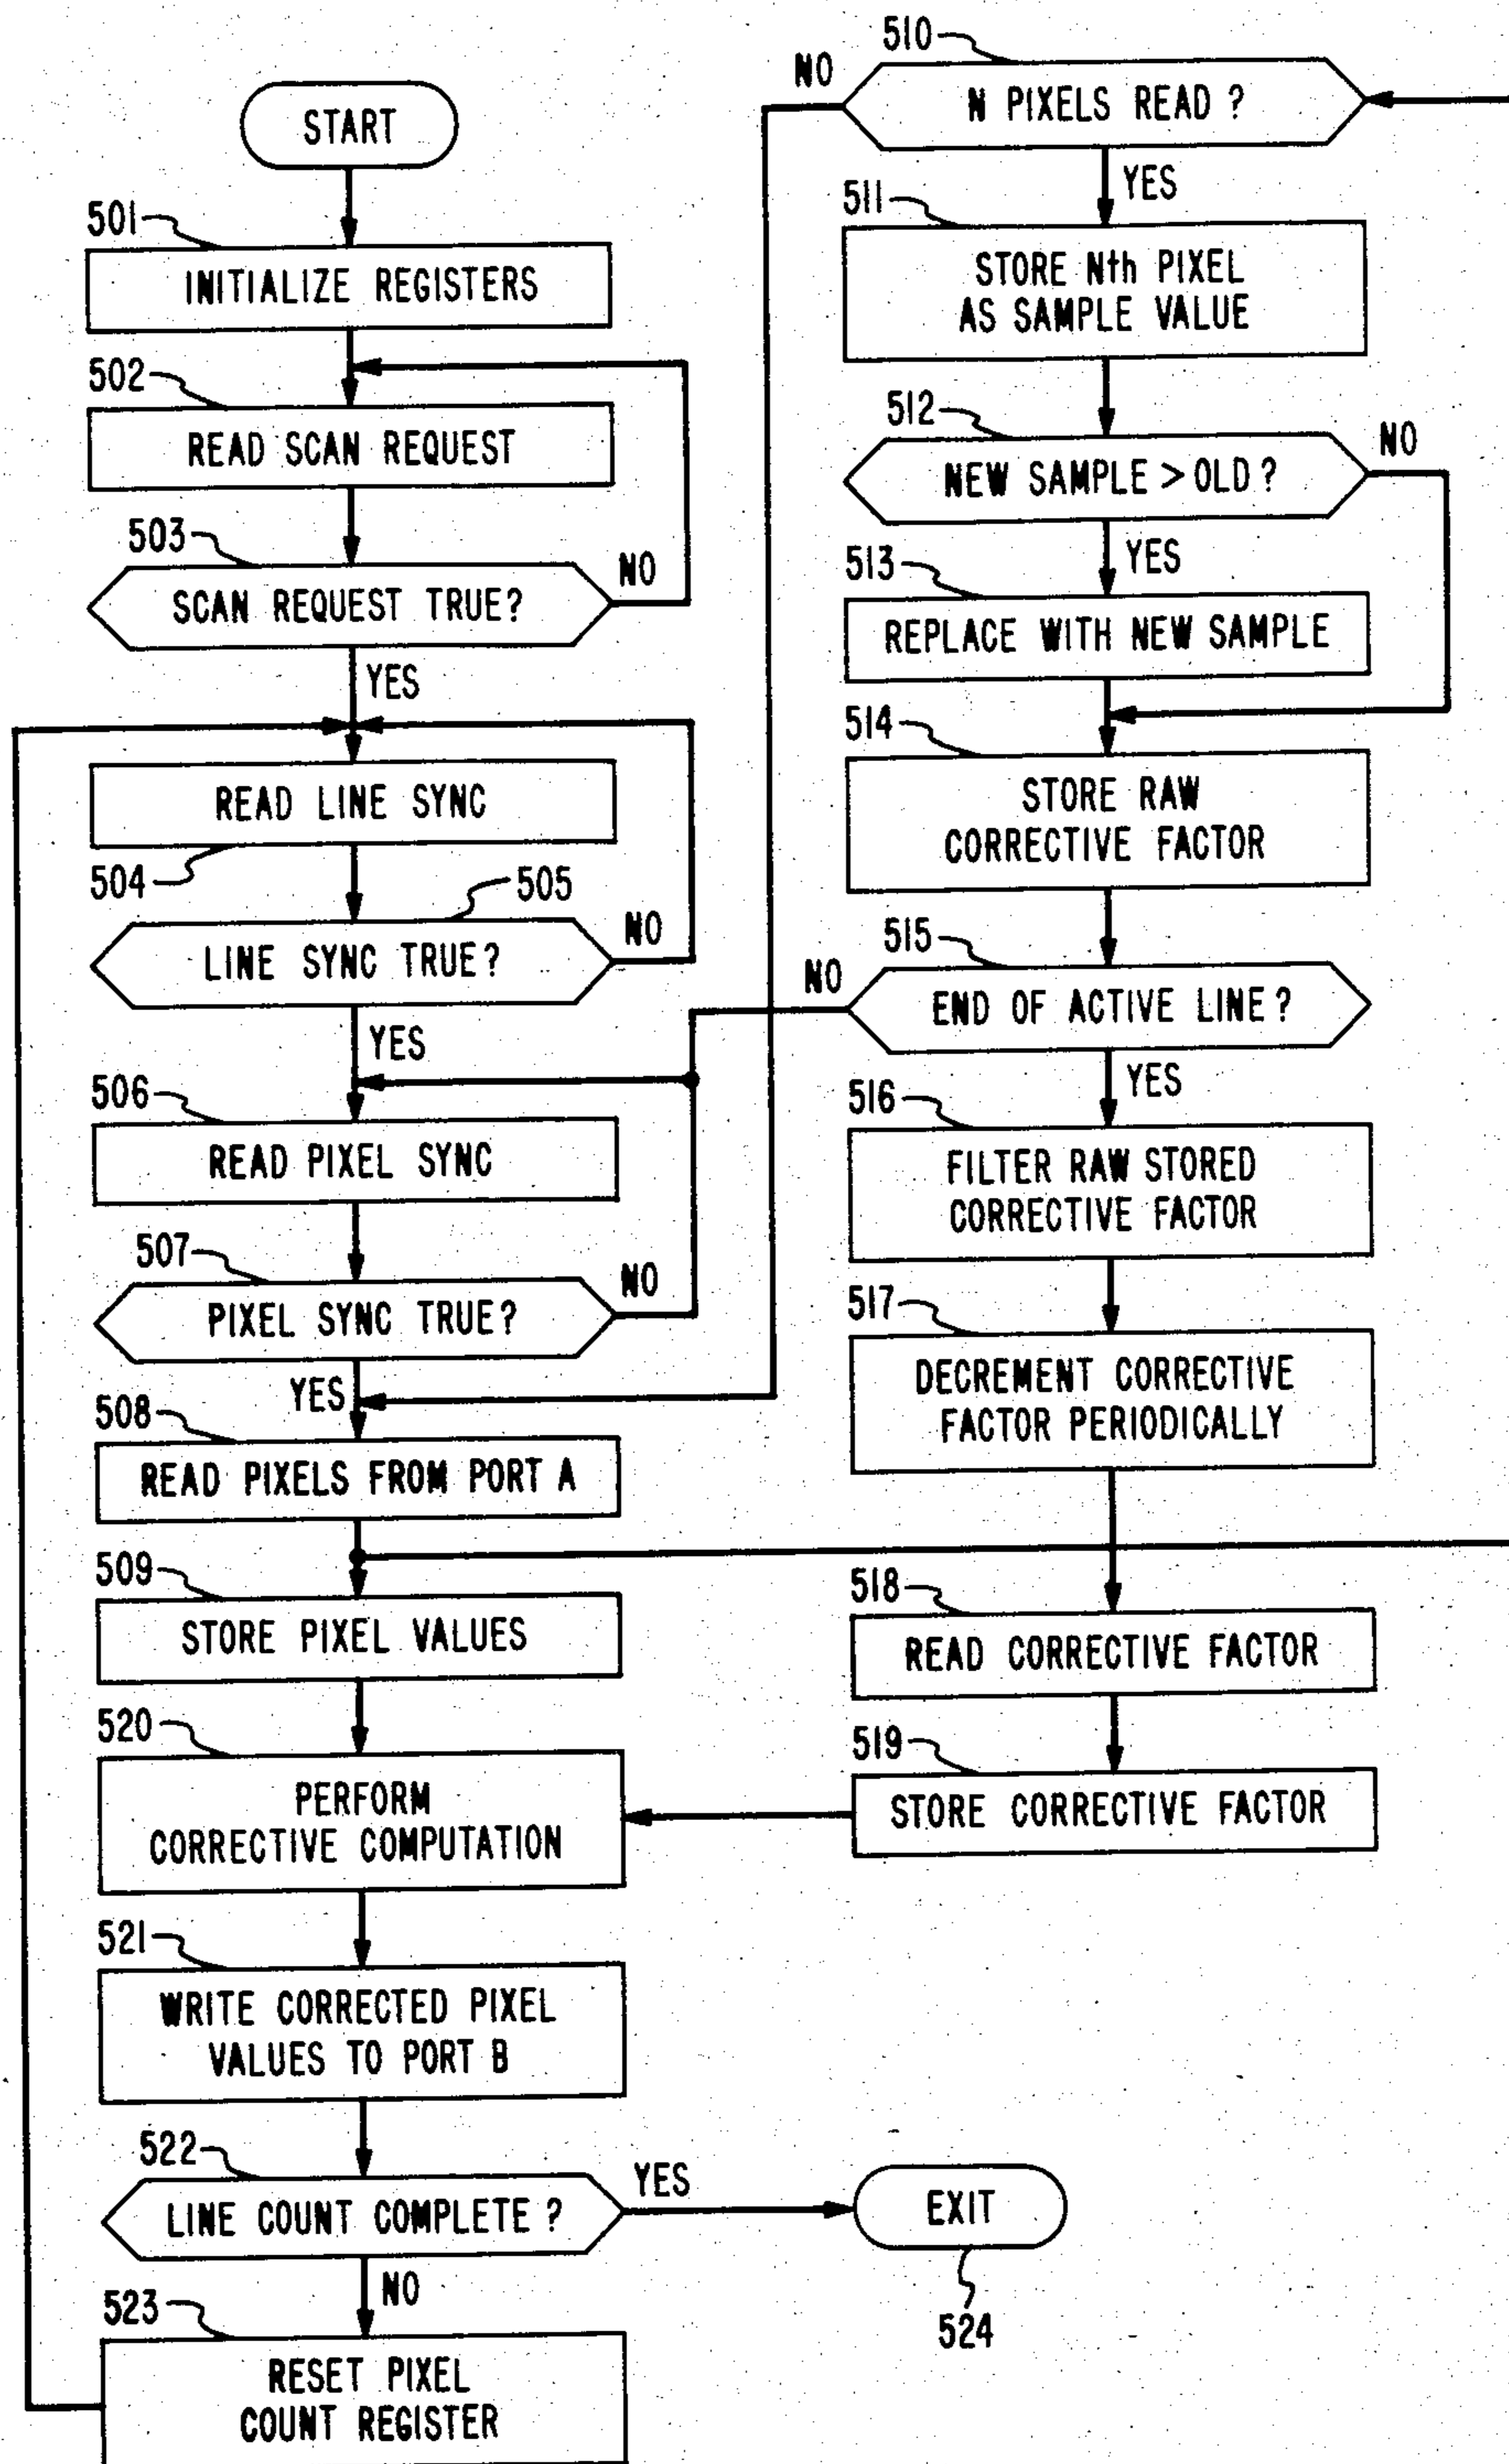 START
501
INITIALIZE REGISTERS
502
READ SCAN REQUEST
503
SCAN REQUEST TRUE?
NO
YES
READ LINE SYNC
504
505
LINE SYNC TRUE?
NO
YES
506
READ PIXEL SYNC
507
PIXEL SYNC TRUE?
NO
YES
508
READ PIXELS FROM PORT A
509
STORE PIXEL VALUES
520
PERFORM
CORRECTIVE COMPUTATION
521
WRITE CORRECTED PIXEL
VALUES TO PORT B
522
LINE COUNT COMPLETE ?
YES
NO
523
RESET PIXEL
COUNT REGISTER
510
NO
N PIXELS READ ?
YES
511
STORE Nth PIXEL
AS SAMPLE VALUE
512
NEW SAMPLE > OLD ?
NO
YES
513
REPLACE WITH NEW SAMPLE
514
STORE RAW
CORRECTIVE FACTOR
515
NO
END OF ACTIVE LINE ?
YES
516
FILTER RAW STORED
CORRECTIVE FACTOR
517
DECREMENT CORRECTIVE
FACTOR PERIODICALLY
518
READ CORRECTIVE FACTOR
519
STORE CORRECTIVE FACTOR
EXIT
524